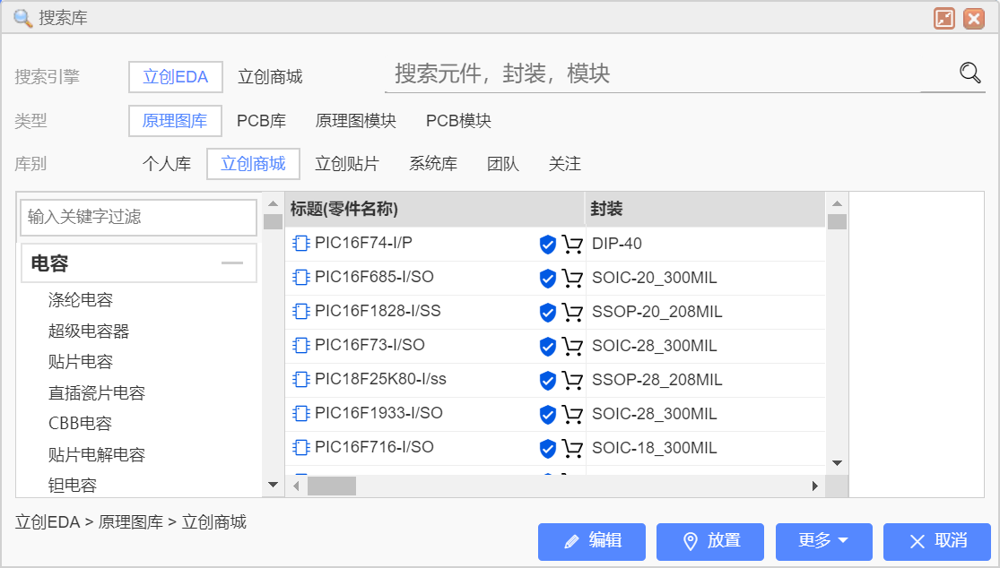 搜索库
搜索引擎 立创EDA 立创商城 搜索元件，封装，模块
类型 原理图库 PCB库 原理图模块 PCB模块
库别 个人库 立创商城 立创贴片 系统库 团队 关注
输入关键字过滤
电容
涤纶电容
超级电容器
贴片电容
直插瓷片电容
CBB电容
贴片电解电容
钽电容
标题(零件名称) 封装
PIC16F74-I/P DIP-40
PIC16F685-I/SO SOIC-20_300MIL
PIC16F1828-I/SS SSOP-20_208MIL
PIC16F73-I/SO SOIC-28_300MIL
PIC18F25K80-I/ss SSOP-28_208MIL
PIC16F1933-I/SO SOIC-28_300MIL
PIC16F716-I/SO SOIC-18_300MIL
立创EDA > 原理图库 > 立创商城
编辑 放置 更多 取消